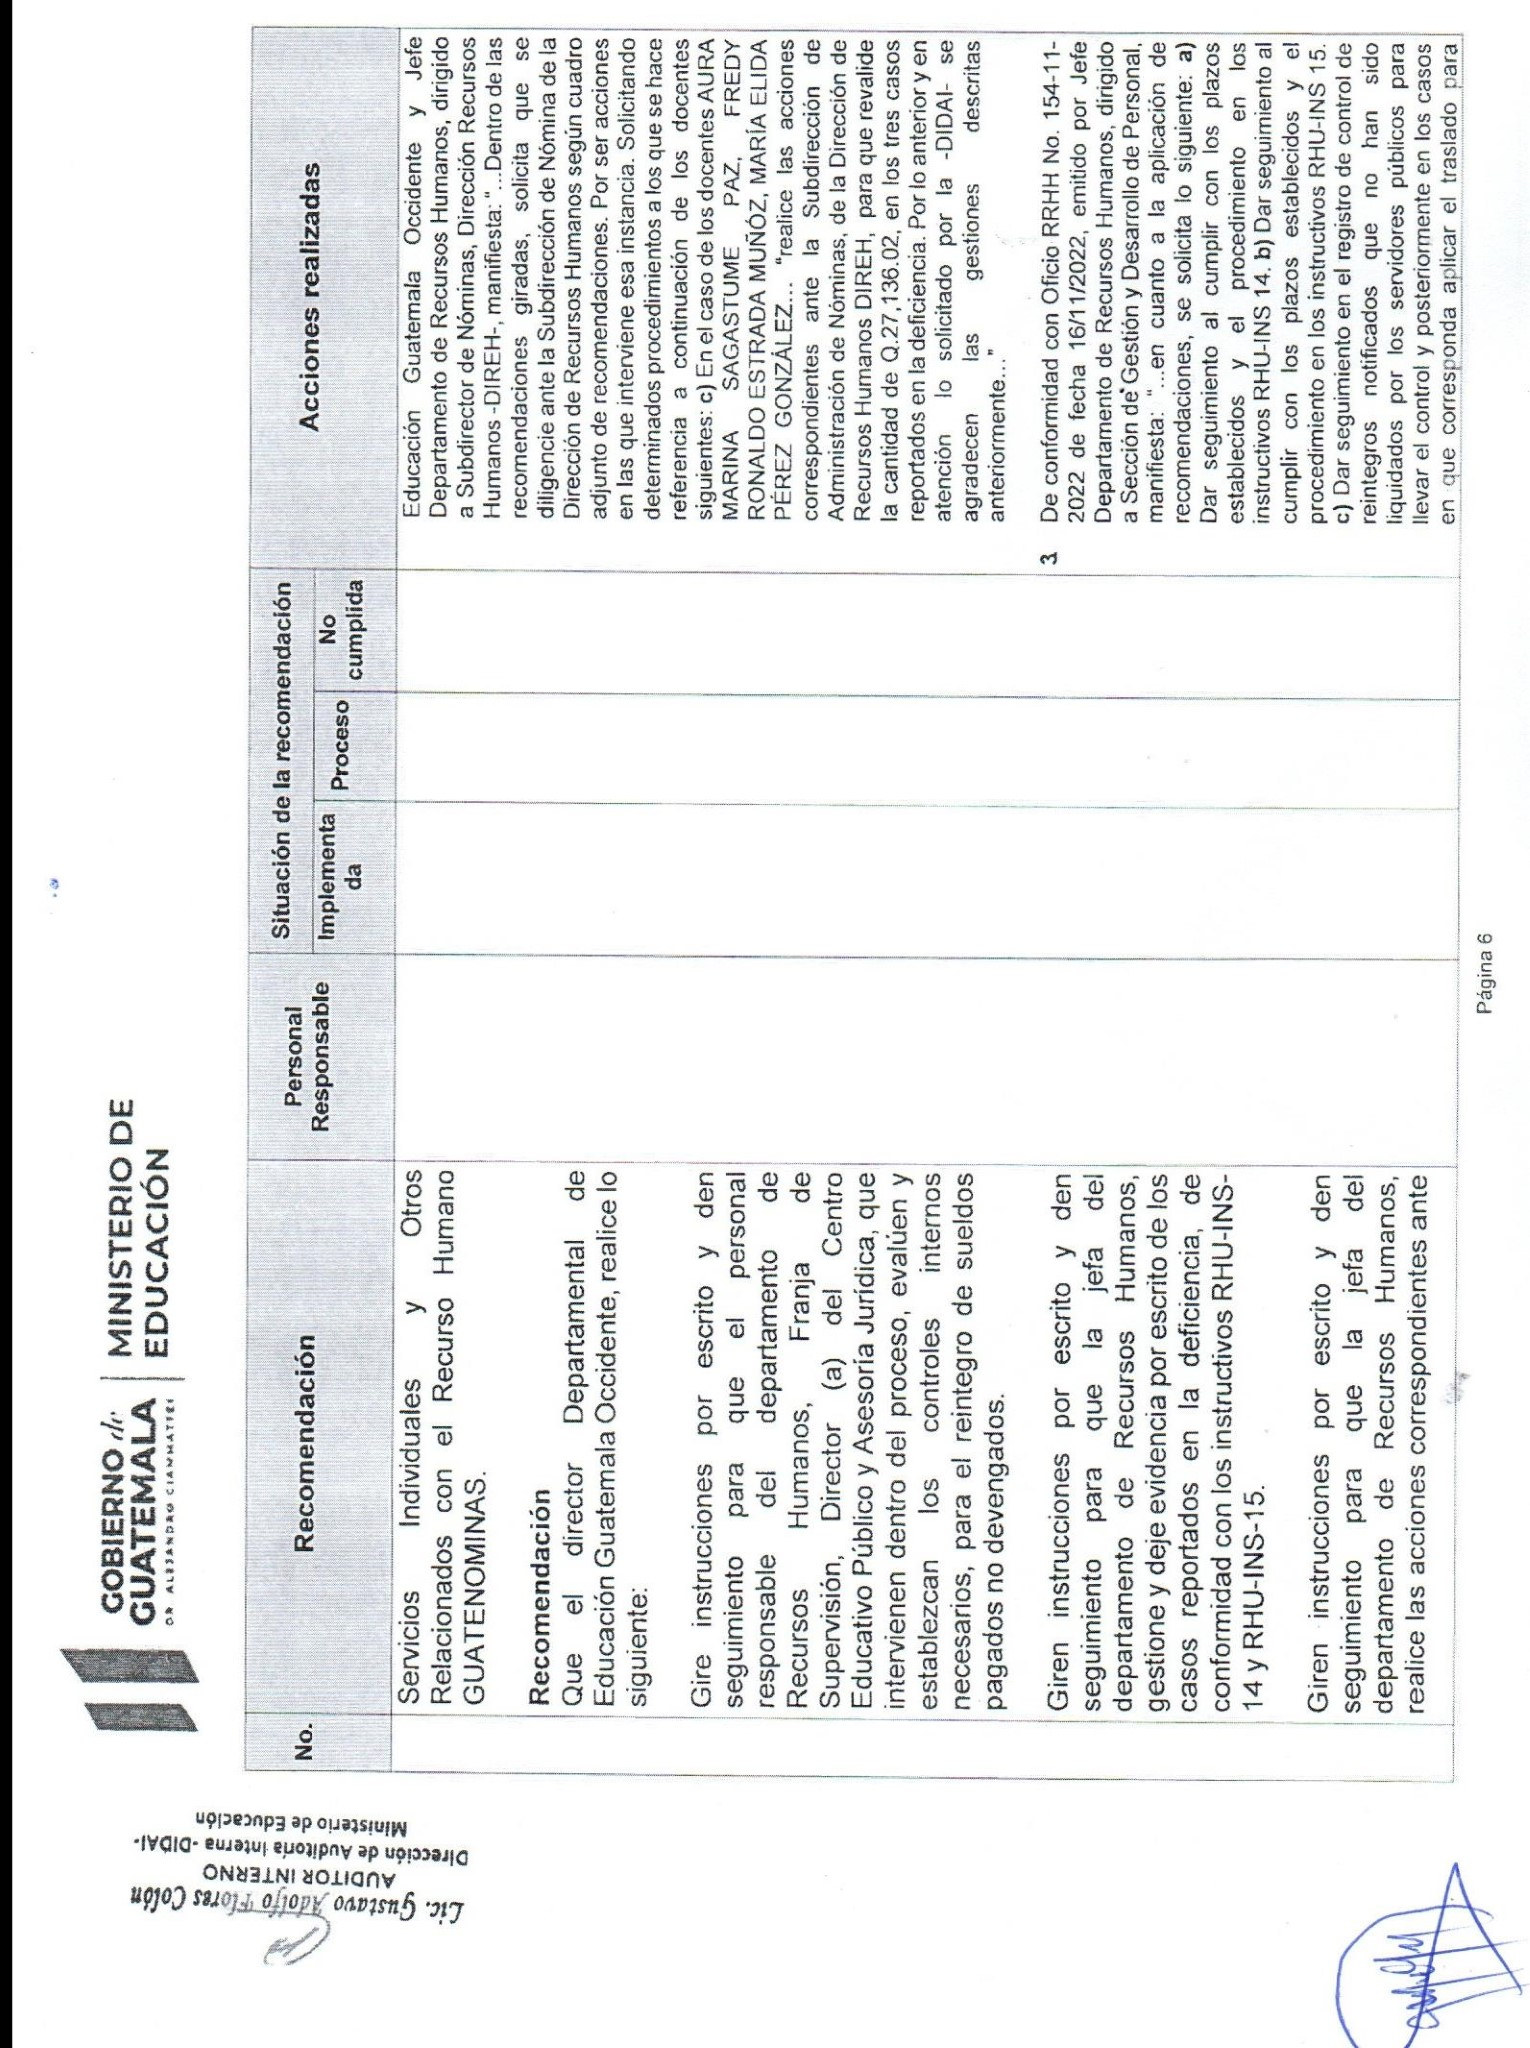 GOBIERNO de
GUATEMALA
DR. ALEJANDRO GIAMMATTEI
MINISTERIO DE
EDUCACIÓN
No.
Recomendación
Personal
Responsable
Situación de la recomendación
Implementa
da
Proceso
No
cumplida
Acciones realizadas
Servicios Individuales y Otros
Relacionados con el Recurso Humano
GUATENOMINAS.
Recomendación
Que el director Departamental de
Educación Guatemala Occidente, realice lo
siguiente:
Gire instrucciones por escrito y den
seguimiento para que el personal
responsable del departamento de
Recursos Humanos, Franja de
Supervisión, Director (a) del Centro
Educativo Público y Asesoría Jurídica, que
intervienen dentro del proceso, evalúen y
establezcan los controles internos
necesarios, para el reintegro de sueldos
pagados no devengados.
Giren instrucciones por escrito y den
seguimiento para que la jefa del
departamento de Recursos Humanos,
gestione y deje evidencia por escrito de los
casos reportados en la deficiencia, de
conformidad con los instructivos RHU-INS-
14 y RHU-INS-15.
Giren instrucciones por escrito y den
seguimiento para que la jefa del
departamento de Recursos Humanos,
realice las acciones correspondientes ante
Educación Guatemala Occidente y Jefe
Departamento de Recursos Humanos, dirigido
a Subdirector de Nóminas, Dirección Recursos
Humanos -DIREH-, manifiesta: “...Dentro de las
recomendaciones giradas, solicita que se
diligencie ante la Subdirección de Nómina de la
Dirección de Recursos Humanos según cuadro
adjunto de recomendaciones. Por ser acciones
en las que interviene esa instancia. Solicitando
determinados procedimientos a los que se hace
referencia a continuación de los docentes
siguientes: c) En el caso de los docentes AURA
MARINA SAGASTUME PAZ, FREDY
RONALDO ESTRADA MUÑÓZ, MARÍA ELIDA
PÉREZ GONZÁLEZ... “realice las acciones
correspondientes ante la Subdirección de
Administración de Nóminas, de la Dirección de
Recursos Humanos DIREH, para que revalide
la cantidad de Q.27,136.02, en los tres casos
reportados en la deficiencia. Por lo anterior y en
atención lo solicitado por la -DIDAI- se
agradecen las gestiones descritas
anteriormente...”
3. De conformidad con Oficio RRHH No. 154-11-
2022 de fecha 16/11/2022, emitido por Jefe
Departamento de Recursos Humanos, dirigido
a Sección de Gestión y Desarrollo de Personal,
manifiesta: “...en cuanto a la aplicación de
recomendaciones, se solicita lo siguiente: a)
Dar seguimiento al cumplir con los plazos
establecidos y el procedimiento en los
instructivos RHU-INS 14. b) Dar seguimiento al
cumplir con los plazos establecidos y el
procedimiento en los instructivos RHU-INS 15.
c) Dar seguimiento en el registro de control de
reintegros notificados que no han sido
liquidados por los servidores públicos para
llevar el control y posteriormente en los casos
en que corresponda aplicar el traslado para
Página 6
Lic. Gustavo Adolfo Flores Colón
AUDITOR INTERNO
Dirección de Auditoría Interna -DIDAI-
Ministerio de Educación